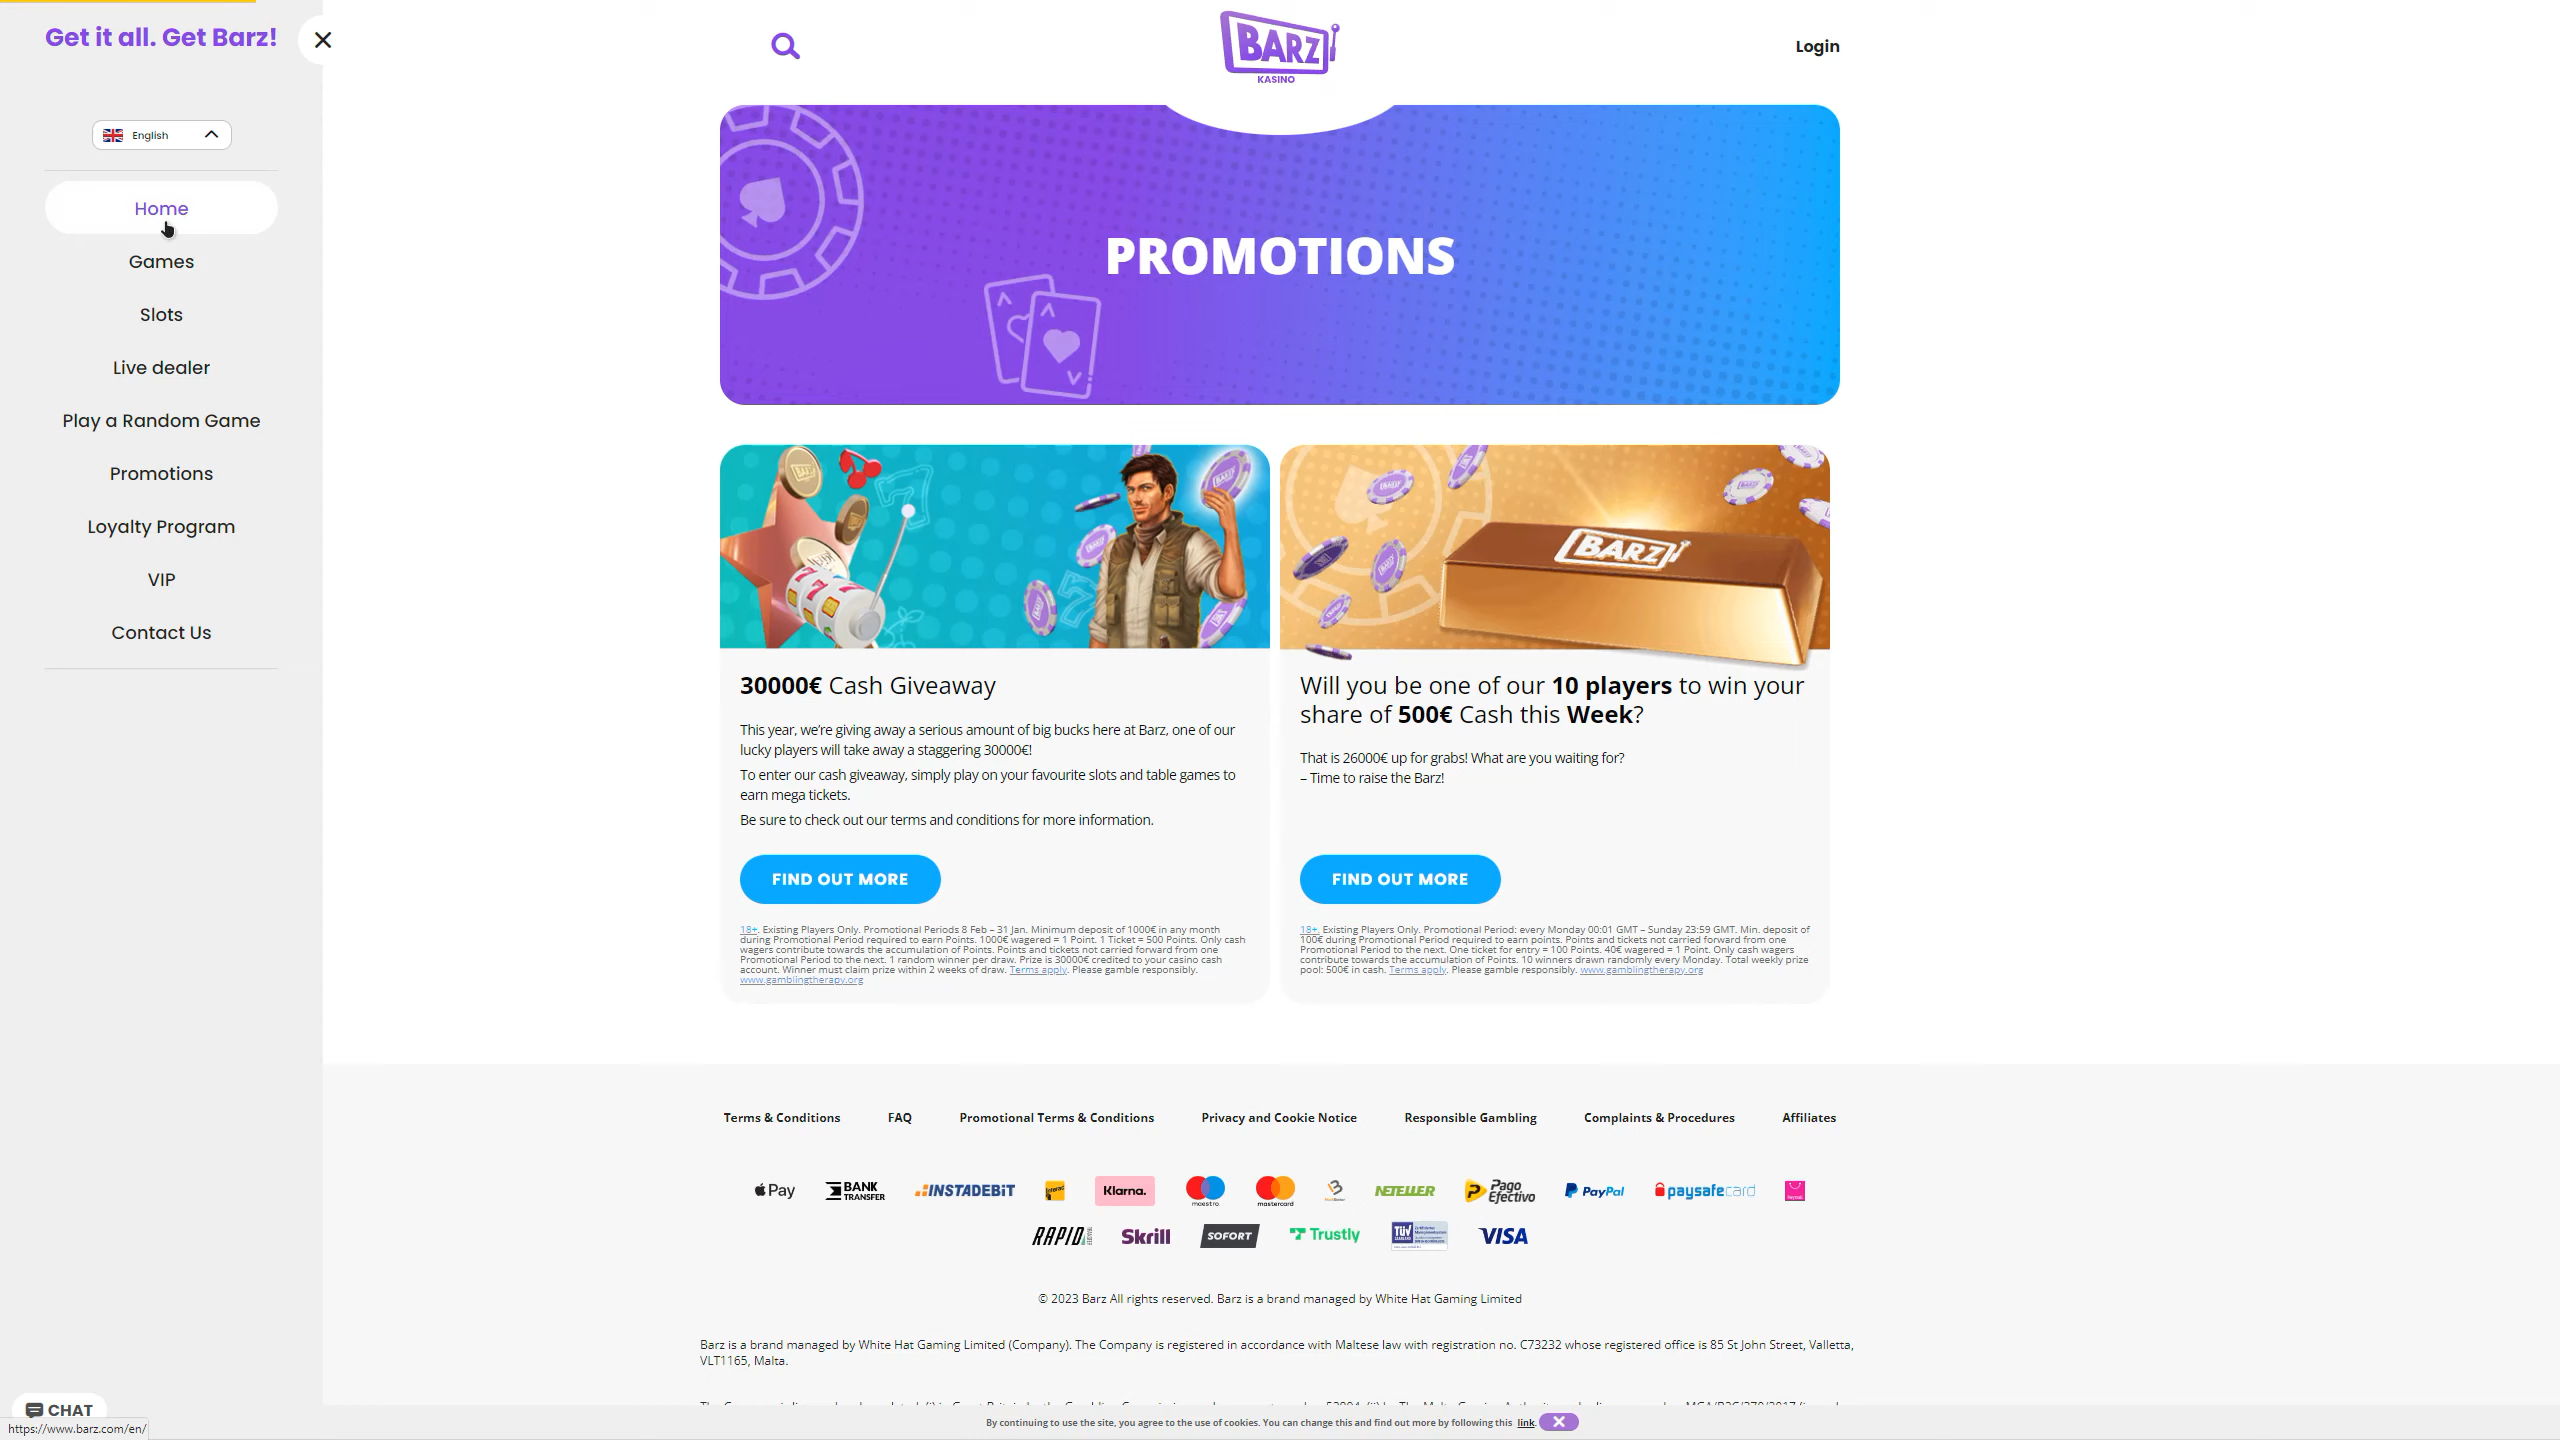 Get it all. Get Barz!
English
Home
Games
Slots
Live dealer
Play a Random Game
Promotions
Loyalty Program
VIP
Contact Us
BARZ
KASINO
Login
PROMOTIONS
BARZ
30000€ Cash Giveaway
This year, we're giving away a serious amount of big bucks here at Barz, one of our
lucky players will take away a staggering 30000€!
To enter our cash giveaway, simply play on your favourite slots and table games to
earn mega tickets.
Be sure to check out our terms and conditions for more information.
FIND OUT MORE
18+. Existing Players Only. Promotional Periods 8 Feb – 31 Jan. Minimum deposit of 1000€ in any month
during Promotional Period required to earn Points. 1000€ wagered = 1 Point. 1 Ticket = 500 Points. Only cash
wagers contribute towards the accumulation of Points. Points and tickets not carried forward from one
Promotional Period to the next. 1 random winner per draw. Prize is 30000€ credited to your casino cash
account. Winner must claim prize within 2 weeks of draw. Terms apply. Please gamble responsibly.
www.gamblingtherapy.org
Will you be one of our 10 players to win your
share of 500€ Cash this Week?
That is 26000€ up for grabs! What are you waiting for?
– Time to raise the Barz!
FIND OUT MORE
18+. Existing Players Only. Promotional Period: every Monday 00:01 GMT – Sunday 23:59 GMT. Min. deposit of
100€ during Promotional Period required to earn points. Points and tickets not carried forward from one
Promotional Period to the next. One ticket for entry = 100 Points. 40€ wagered = 1 Point. Only cash wagers
contribute towards the accumulation of Points. 10 winners drawn randomly every Monday. Total weekly prize
pool: 500€ in cash. Terms apply. Please gamble responsibly. www.gamblingtherapy.org
Terms & Conditions FAQ Promotional Terms & Conditions Privacy and Cookie Notice Responsible Gambling Complaints & Procedures Affiliates
Pay BANK TRANSFER INSTADEBIT Interac Klarna. maestro mastercard NETELLER Pago Efectivo PayPal paysafecard
RAPID Skrill SOFORT Trustly TÜV VISA
© 2023 Barz All rights reserved. Barz is a brand managed by White Hat Gaming Limited
Barz is a brand managed by White Hat Gaming Limited (Company). The Company is registered in accordance with Maltese law with registration no. C73232 whose registered office is 85 St John Street, Valletta,
VLT1165, Malta.
CHAT
https://www.barz.com/en/
By continuing to use the site, you agree to the use of cookies. You can change this and find out more by following this link.